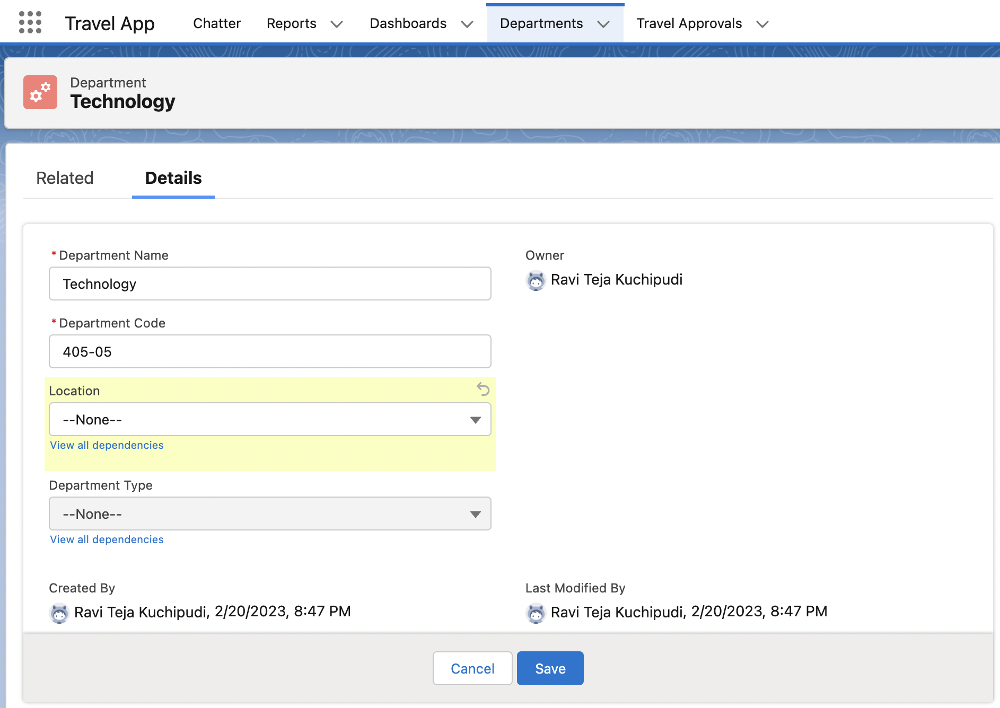 Travel App Chatter Reports Dashboards Departments Travel Approvals
Department
Technology
Related Details
* Department Name
Technology
Owner
Ravi Teja Kuchipudi
* Department Code
405-05
Location
--None--
View all dependencies
Department Type
--None--
View all dependencies
Created By
Ravi Teja Kuchipudi, 2/20/2023, 8:47 PM
Last Modified By
Ravi Teja Kuchipudi, 2/20/2023, 8:47 PM
Cancel Save